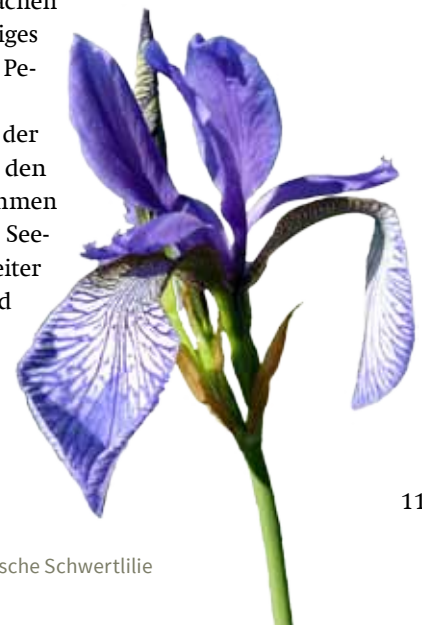 achen
iges
Pe-
der
den
mmen
See-
eiter
d
11
sche Schwertlilie